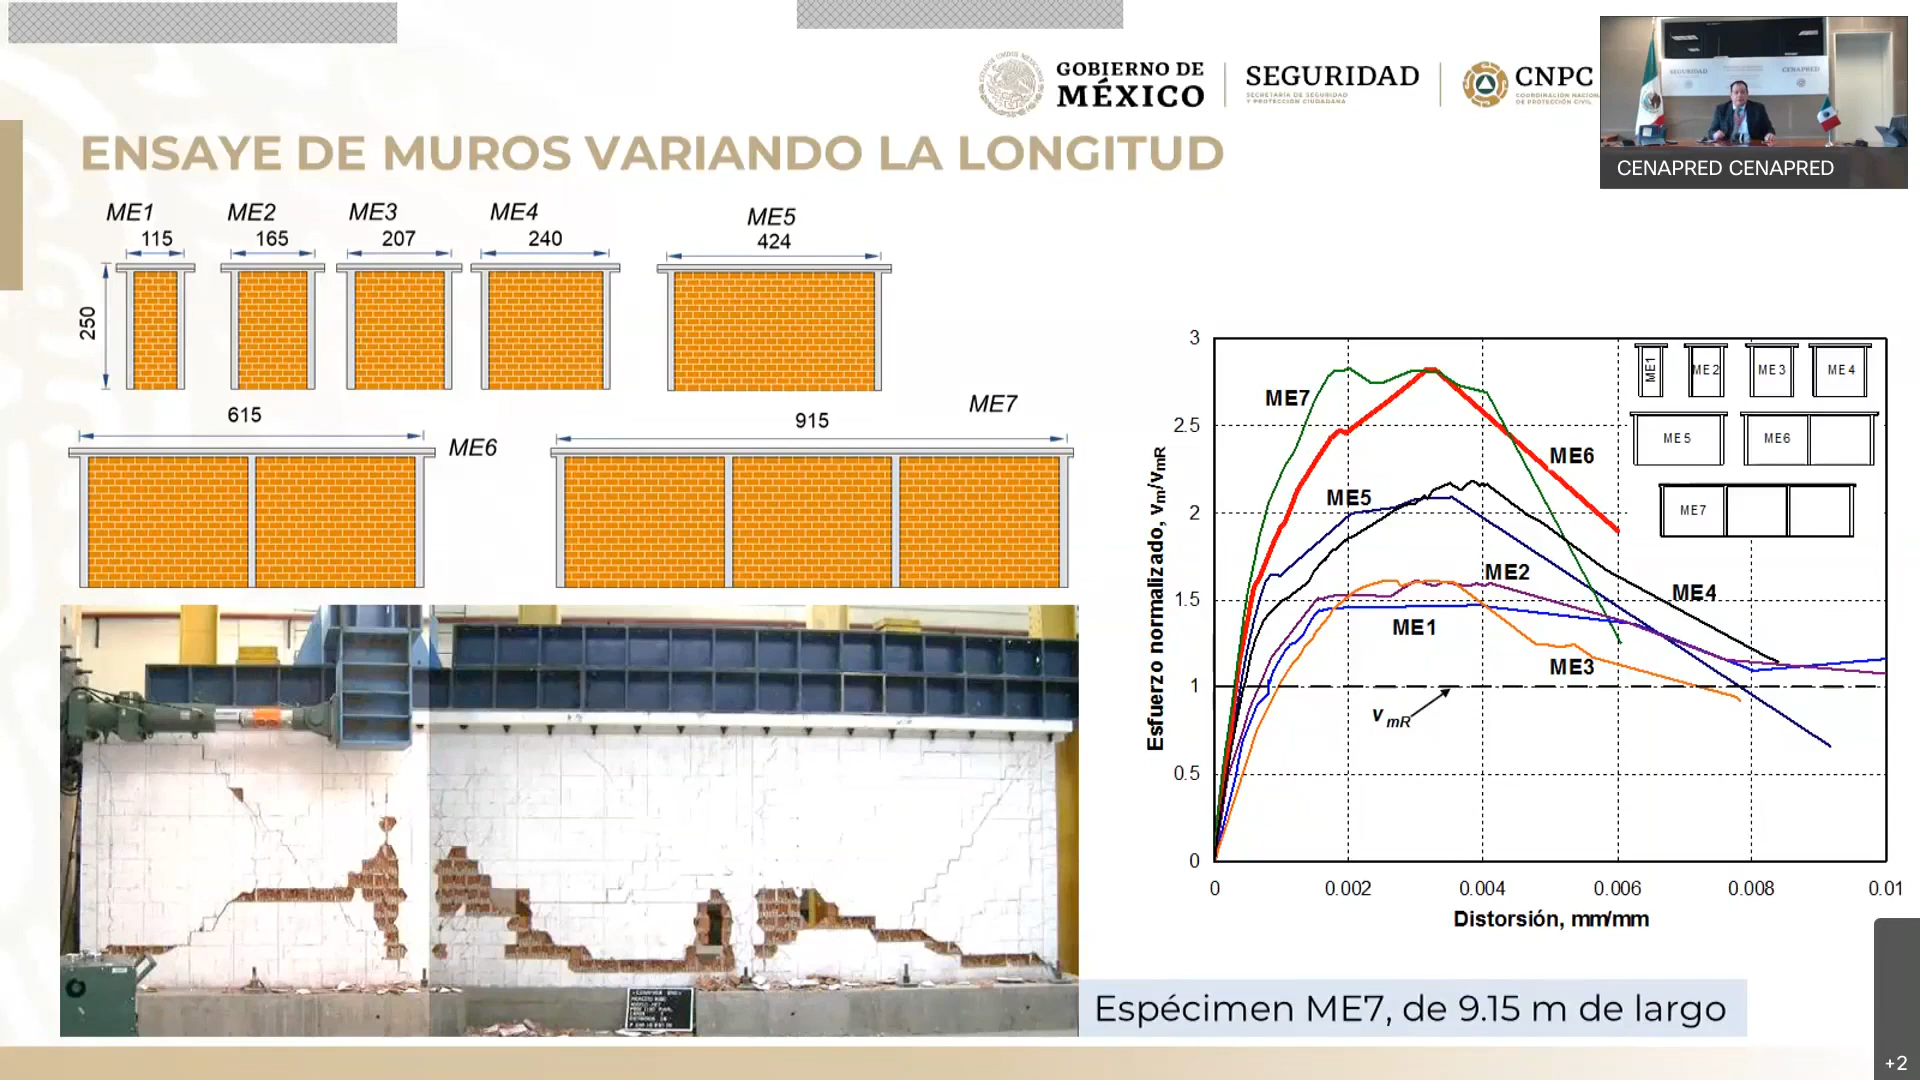 GOBIERNO DE
MÉXICO
SEGURIDAD
SECRETARÍA DE SEGURIDAD
Y PROTECCIÓN CIUDADANA
CNPC
COORDINACIÓN NACION
DE PROTECCIÓN CIVIL
SEGURIDAD
CENAPRED
CENAPRED CENAPRED
ENSAYE DE MUROS VARIANDO LA LONGITUD
ME1
ME2
ME3
ME4
ME5
115
165
207
240
424
250
615
ME6
915
ME7
Esfuerzo normalizado, vm/vmR
3
2.5
2
1.5
1
0.5
0
0
0.002
0.004
0.006
0.008
0.01
Distorsión, mm/mm
ME7
ME6
ME5
ME2
ME4
ME1
ME3
v mR
ME1
ME2
ME3
ME4
ME5
ME6
ME7
Espécimen ME7, de 9.15 m de largo
+2